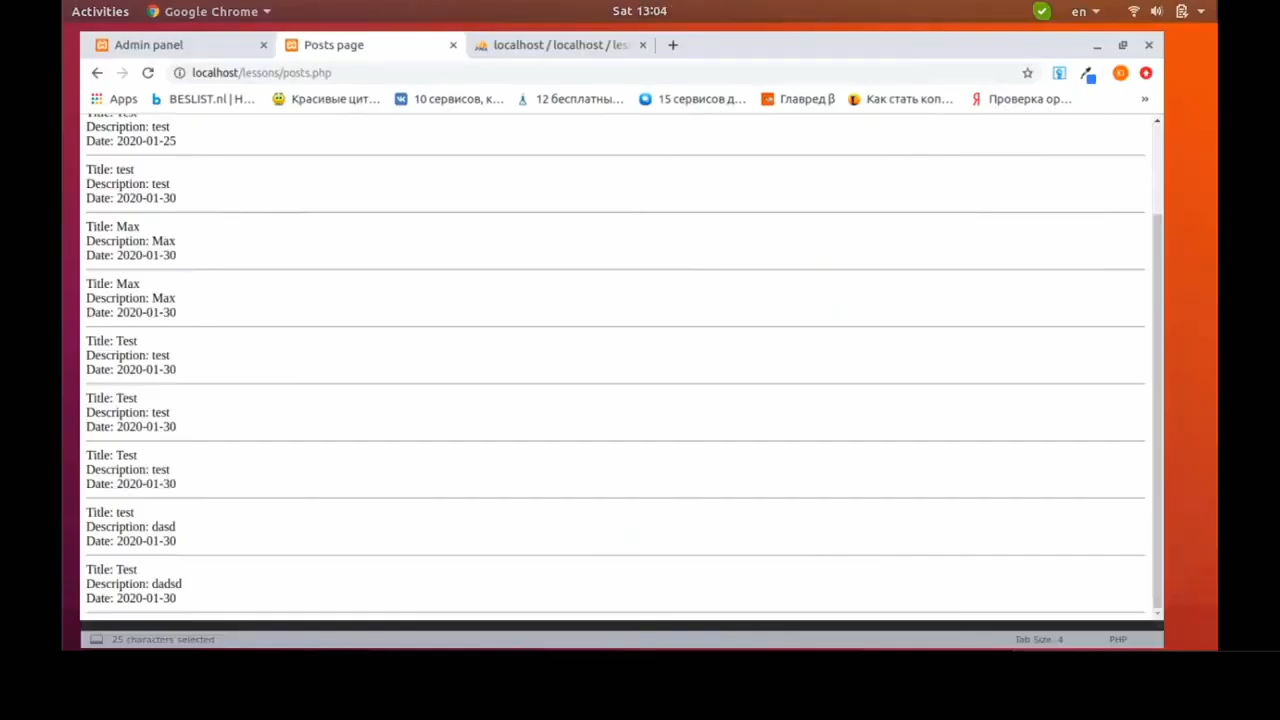 Activities Google Chrome Sat 13:04 en
Admin panel Posts page localhost / localhost / les
localhost/lessons/posts.php
Apps BESLIST.nl | H... Красивые цит... 10 сервисов, к... 12 бесплатны... 15 сервисов д... Главред β Как стать коп... Проверка ор... »
Title: Test
Description: test
Date: 2020-01-25
Title: test
Description: test
Date: 2020-01-30
Title: Max
Description: Max
Date: 2020-01-30
Title: Max
Description: Max
Date: 2020-01-30
Title: Test
Description: test
Date: 2020-01-30
Title: Test
Description: test
Date: 2020-01-30
Title: Test
Description: test
Date: 2020-01-30
Title: test
Description: dasd
Date: 2020-01-30
Title: Test
Description: dadsd
Date: 2020-01-30
25 characters selected Tab Size: 4 PHP